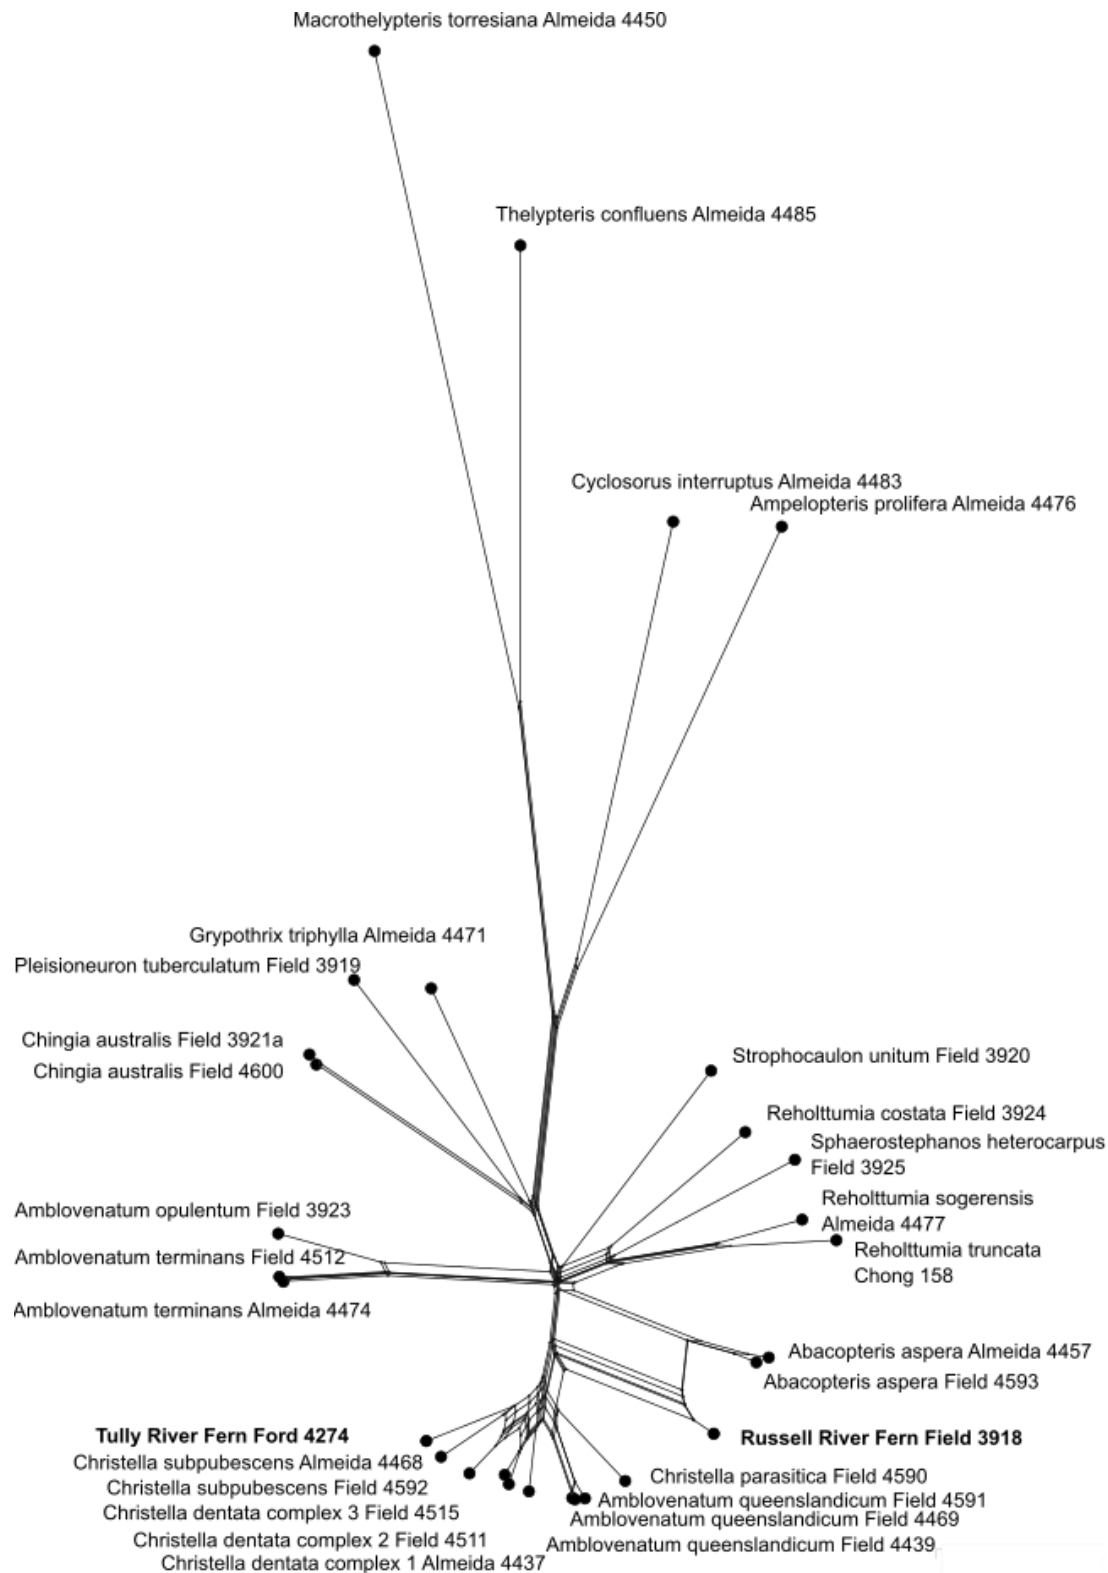 Macrothelypteris torresiana Almeida 4450
Thelypteris confluens Almeida 4485
Cyclosorus interruptus Almeida 4483
Ampelopteris prolifera Almeida 4476
Grypothrix triphylla Almeida 4471
Pleisioneuron tuberculatum Field 3919
Chingia australis Field 3921a
Chingia australis Field 4600
Strophocaulon unitum Field 3920
Reholttumia costata Field 3924
Sphaerostephanos heterocarpus
Field 3925
Reholttumia sogerensis
Almeida 4477
Reholttumia truncata
Chong 158
Amblovenatum opulentum Field 3923
Amblovenatum terminans Field 4512
Amblovenatum terminans Almeida 4474
Abacopteris aspera Almeida 4457
Abacopteris aspera Field 4593
Russell River Fern Field 3918
Tully River Fern Ford 4274
Christella subpubescens Almeida 4468
Christella subpubescens Field 4592
Christella dentata complex 3 Field 4515
Christella dentata complex 2 Field 4511
Christella dentata complex 1 Almeida 4437
Christella parasitica Field 4590
Amblovenatum queenslandicum Field 4591
Amblovenatum queenslandicum Field 4469
Amblovenatum queenslandicum Field 4439